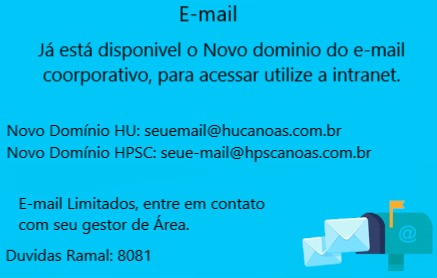 E-mail
Já está disponivel o Novo dominio do e-mail
coorporativo, para acessar utilize a intranet.
Novo Domínio HU: seuemail@hucanoas.com.br
Novo Domínio HPSC: seue-mail@hpscanoas.com.br
E-mail Limitados, entre em contato
com seu gestor de Área.
Duvidas Ramal: 8081
@